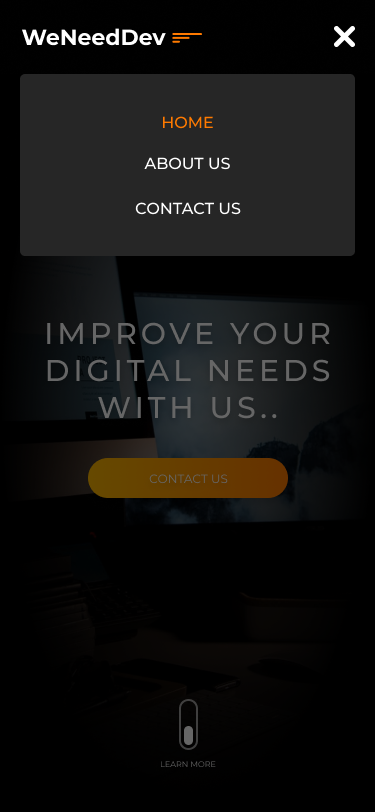 WeNeedDev
HOME
ABOUT US
CONTACT US
IMPROVE YOUR
DIGITAL NEEDS
WITH US..
CONTACT US
LEARN MORE